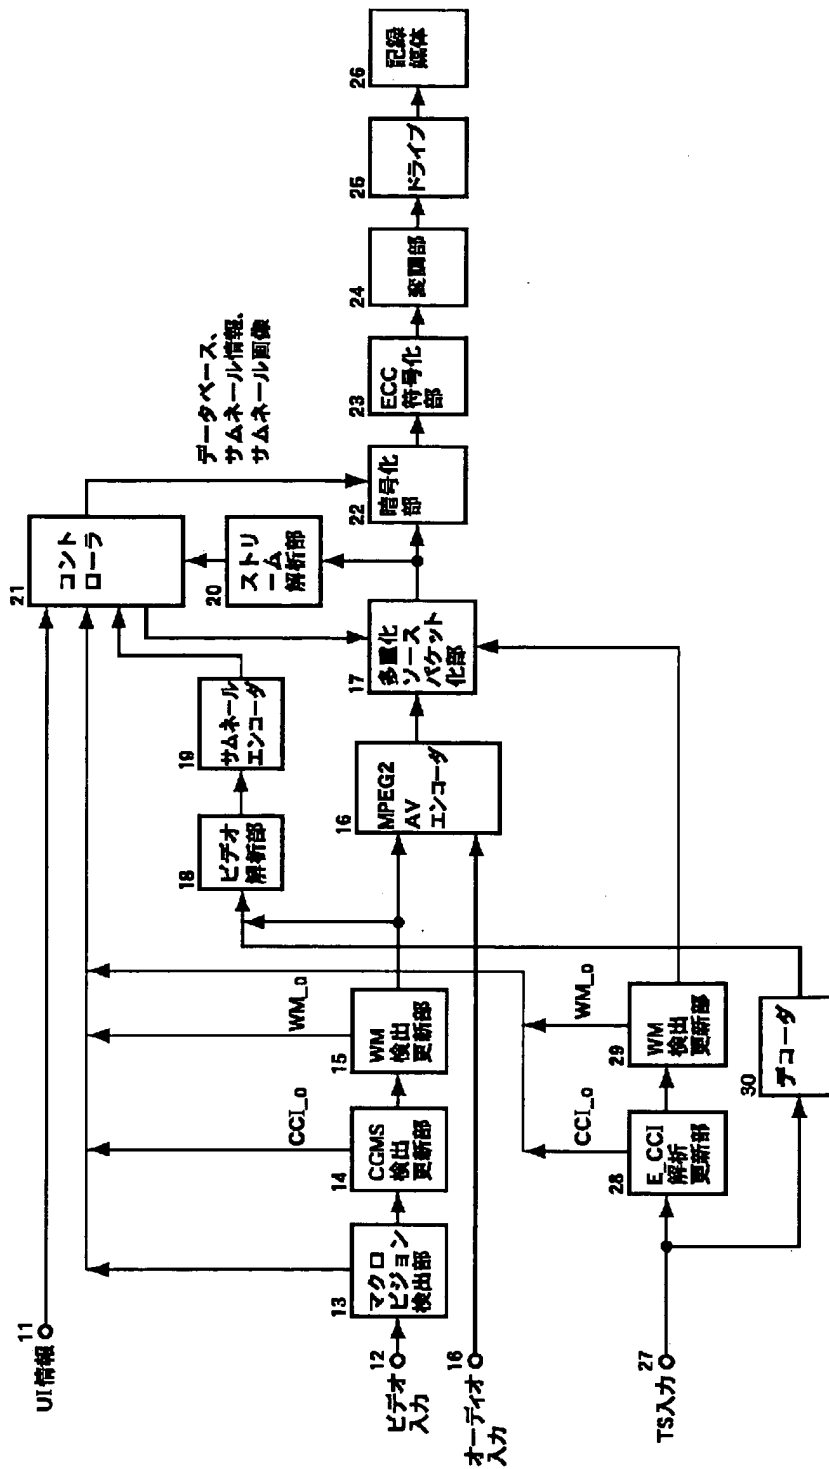 UI情報
11
21
コント
ローラ
データベース、
サムネール情報、
サムネール画像
18
ビデオ
解析部
19
サムネール
エンコーダ
20
ストリ
ーム
解析部
CCI_o
WM_o
12
ビデオ
入力
13
マクロ
ビジョン
検出部
14
CGMS
検出
更新部
15
WM
検出
更新部
16
MPEG2
AV
エンコーダ
17
多重化
ソース
パケット
化部
22
暗号化
部
23
ECC
符号化
部
24
変調部
25
ドライブ
26
記録
媒体
16
オーディオ
入力
CCI_o
WM_o
27
TS入力
28
E_CCI
解析
更新部
29
WM
検出
更新部
30
デコーダ